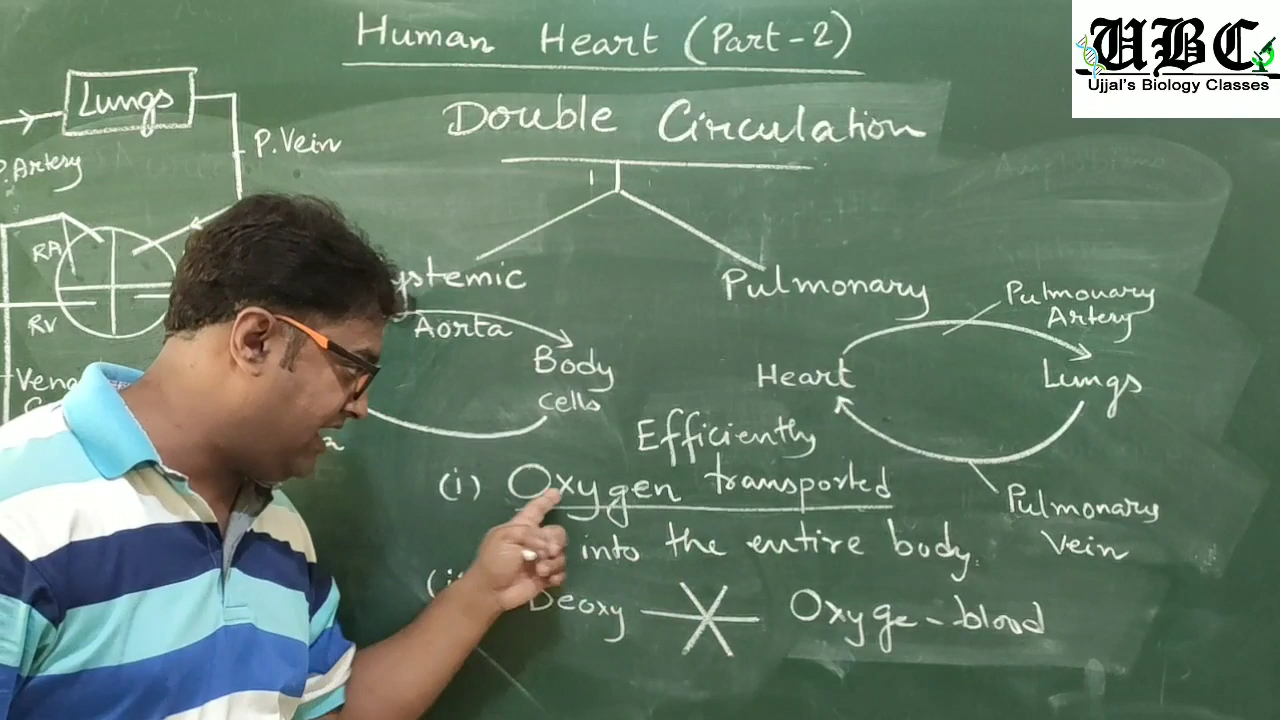 Human Heart (Part-2)
UBC
Ujjal's Biology Classes
Lungs
P. Artery
P. Vein
RA
RV
Double Circulation
ystemic
Pulmonary
Aorta
Body
Cells
Heart
Lungs
Pulmonary
Artery
Pulmonary
Vein
Efficiently
(i) Oxygen transported
into the entire body.
Deoxy
Oxyge-blood